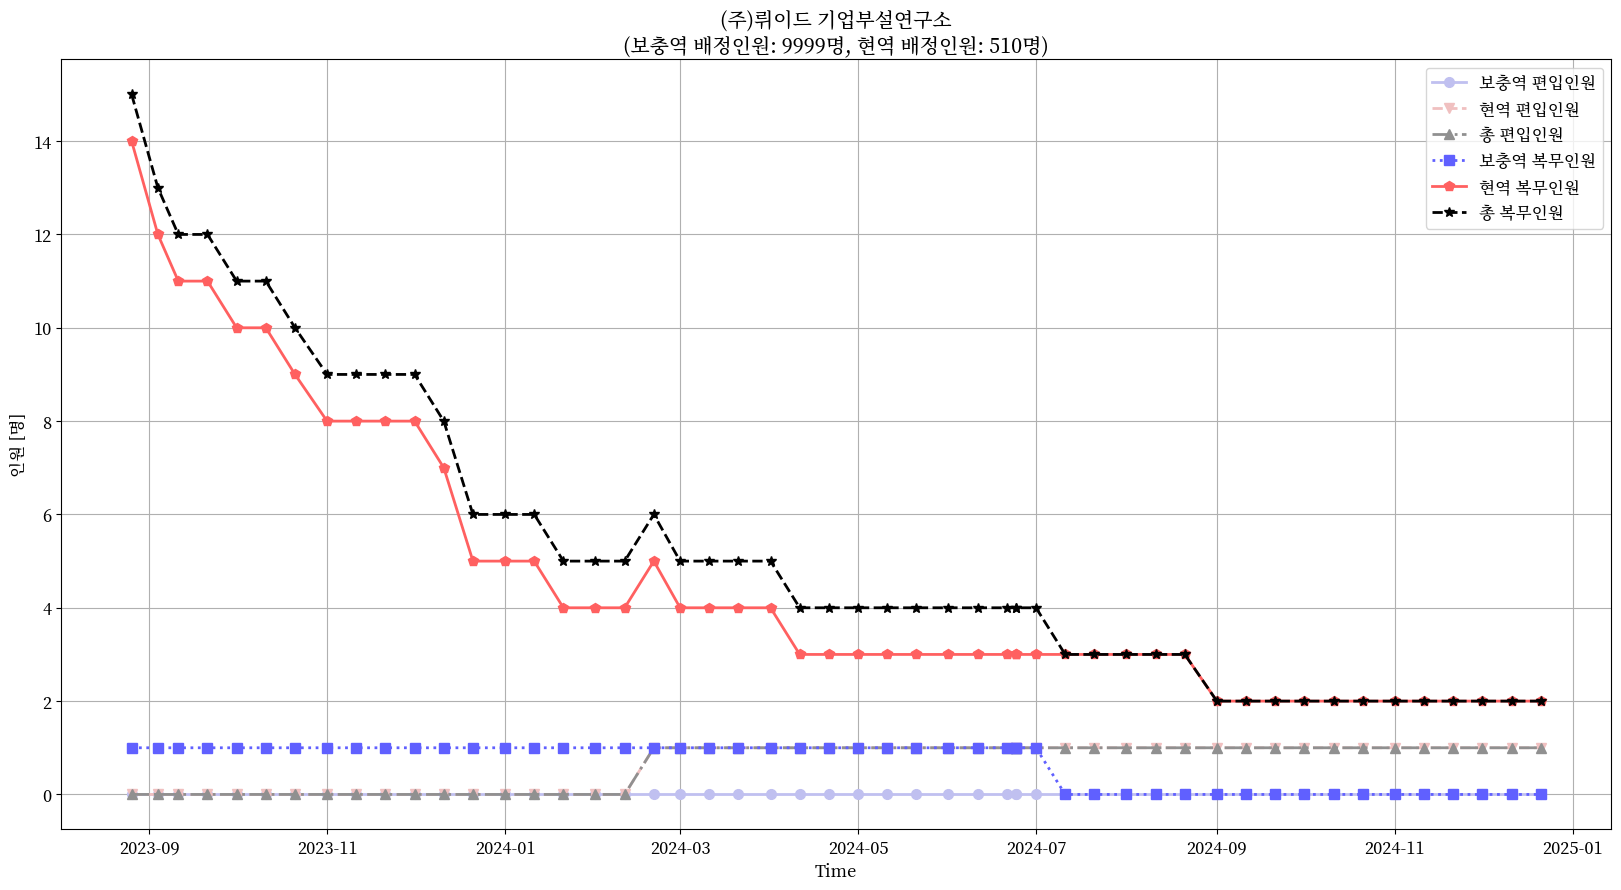 (주)뤼이드 기업부설연구소
(보충역 배정인원: 9999명, 현역 배정인원: 510명)
보충역 편입인원
현역 편입인원
총 편입인원
보충역 복무인원
현역 복무인원
총 복무인원
인원 [명]
14
12
10
8
6
4
2
0
2023-09
2023-11
2024-01
2024-03
2024-05
2024-07
2024-09
2024-11
2025-01
Time